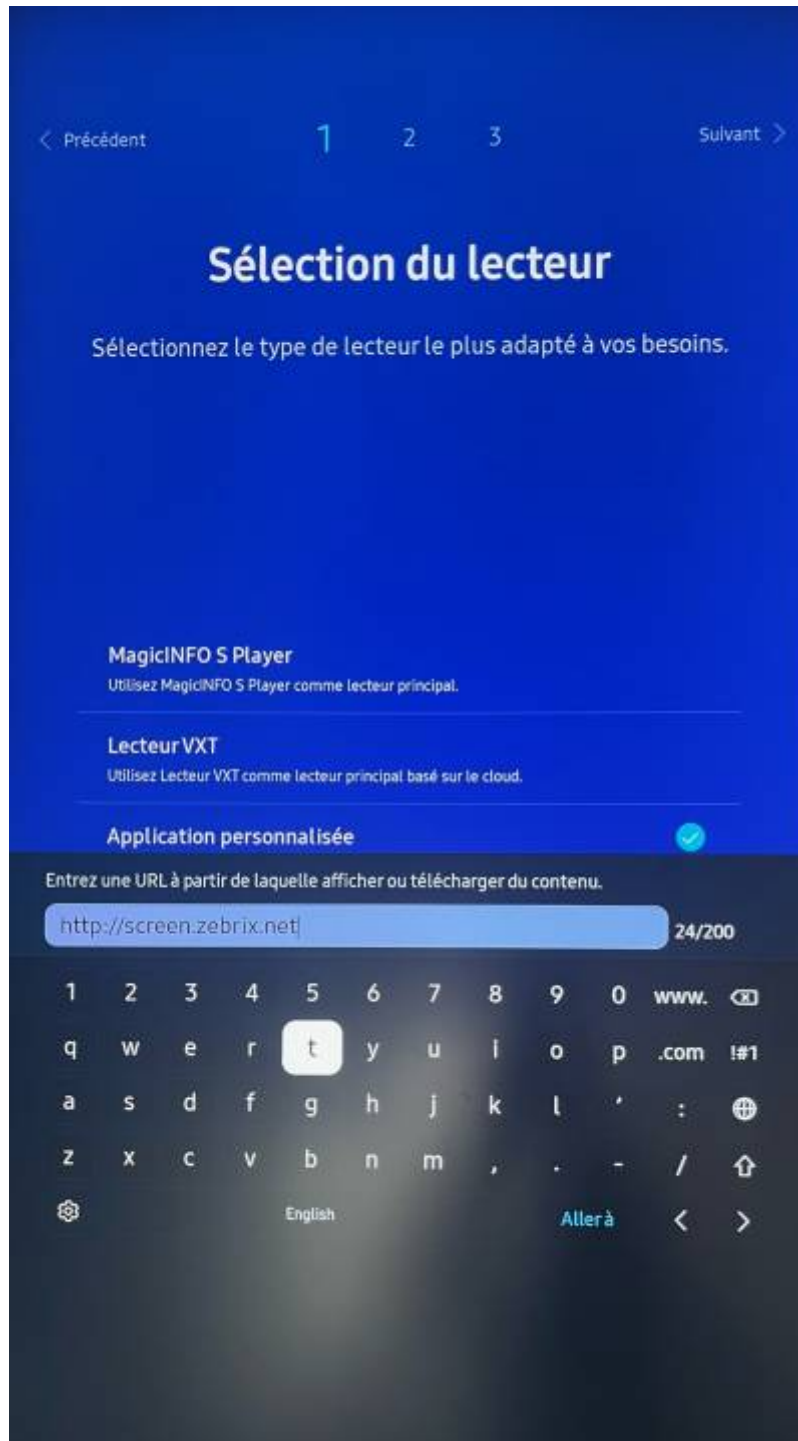 Précédent 1 2 3 Suivant
Sélection du lecteur
Sélectionnez le type de lecteur le plus adapté à vos besoins.
MagicINFO S Player
Utilisez MagicINFO S Player comme lecteur principal.
Lecteur VXT
Utilisez Lecteur VXT comme lecteur principal basé sur le cloud.
Application personnalisée
Entrez une URL à partir de laquelle afficher ou télécharger du contenu.
http://screen.zebrix.net 24/200
1 2 3 4 5 6 7 8 9 0 www.
q w e r t y u i o p .com !#1
a s d f g h j k l ' :
z x c v b n m , . - /
English Aller à < >